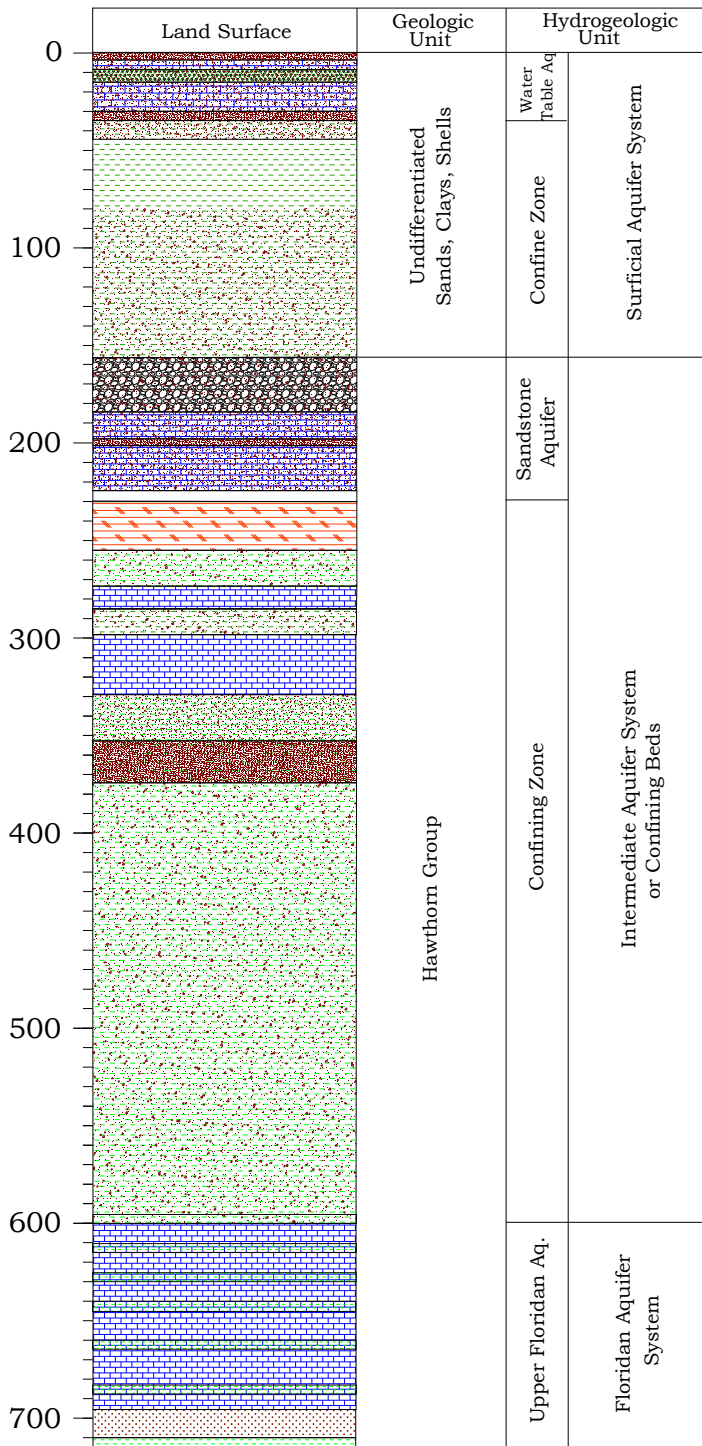 Land Surface
Geologic
Unit
Hydrogeologic
Unit
0
100
200
300
400
500
600
700
Undifferentiated
Sands, Clays, Shells
Hawthorn Group
Water
Table Aq
Confine Zone
Sandstone
Aquifer
Confining Zone
Upper Floridan Aq.
Surficial Aquifer System
Intermediate Aquifer System
or Confining Beds
Floridan Aquifer
System